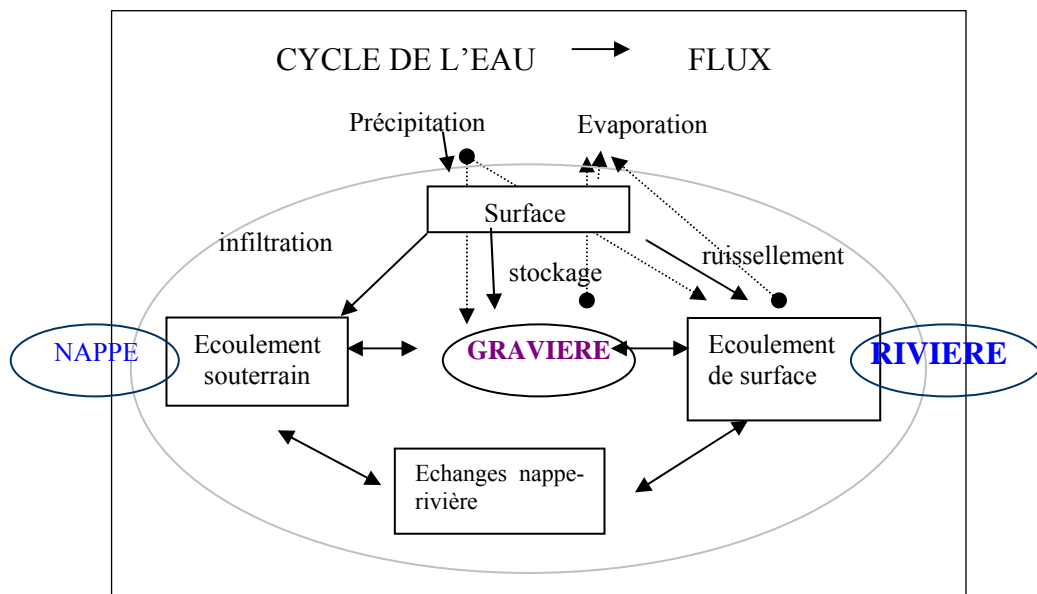 CYCLE DE L’EAU FLUX
Précipitation Evaporation
Surface
infiltration
ruissellement
stockage
NAPPE
Ecoulement
souterrain
GRAVIERE
Ecoulement
de surface
RIVIERE
Echanges nappe-
rivière